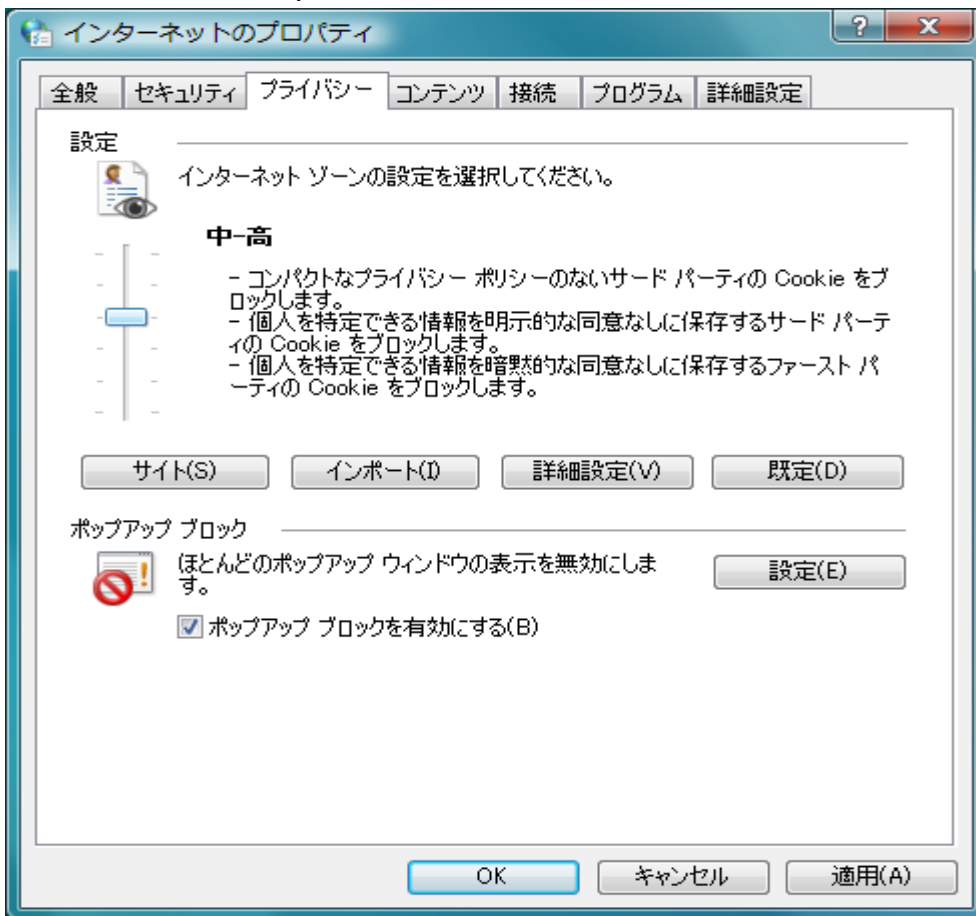 インターネットのプロパティ
全般 セキュリティ プライバシー コンテンツ 接続 プログラム 詳細設定
設定
インターネット ゾーンの設定を選択してください。
中-高
- コンパクトなプライバシー ポリシーのないサード パーティの Cookie をブ
ロックします。
- 個人を特定できる情報を明示的な同意なしに保存するサード パーテ
ィの Cookie をブロックします。
- 個人を特定できる情報を暗黙的な同意なしに保存するファースト パ
ーティの Cookie をブロックします。
サイト(S) インポート(I) 詳細設定(V) 既定(D)
ポップアップ ブロック
ほとんどのポップアップ ウィンドウの表示を無効にしま
す。
設定(E)
ポップアップ ブロックを有効にする(B)
OK キャンセル 適用(A)